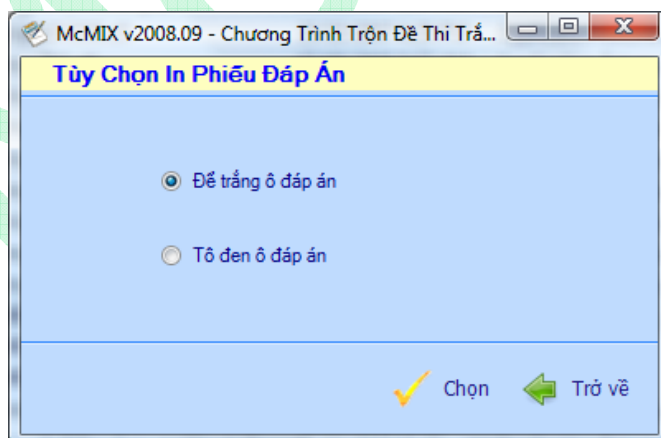 McMIX v2008.09 - Chương Trình Trộn Đề Thi Trắ...
Tùy Chọn In Phiếu Đáp Án
Để trắng ô đáp án
Tô đen ô đáp án
Chọn
Trở về